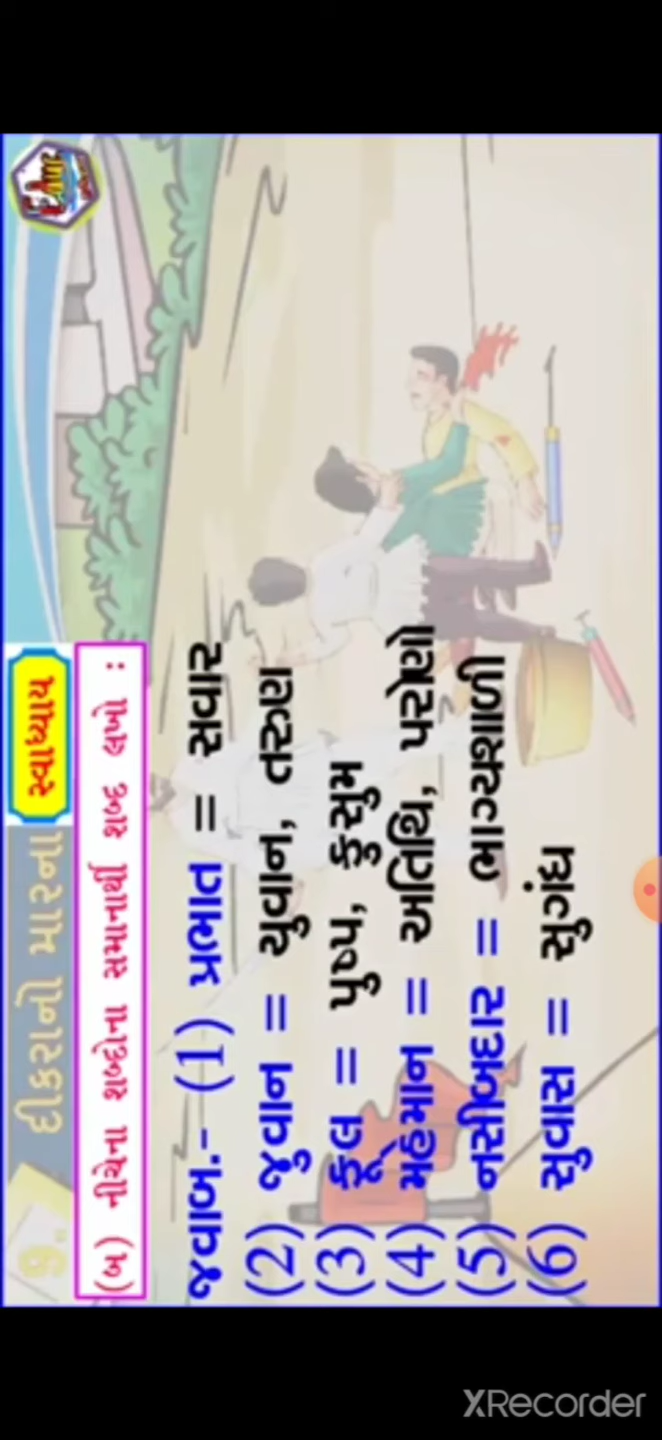 9. દીકરાનો મારનાર
સ્વાધ્યાય
(બ) નીચેના શબ્દોના સમાનાર્થી શબ્દ લખો :
જવાબ.- (1) પ્રભાત = સવાર
(2) જુવાન = યુવાન, તરુણ
(3) ફૂલ = પુષ્પ, કુસુમ
(4) મહેમાન = અતિથિ, પરોણો
(5) નસીબદાર = ભાગ્યશાળી
(6) સુવાસ = સુગંધ
XRecorder